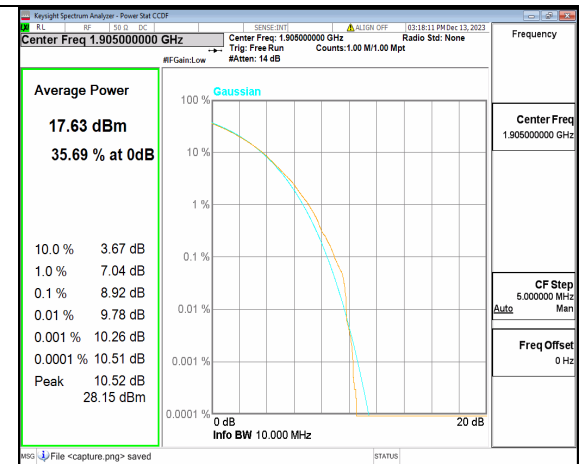 Keysight Spectrum Analyzer - Power Stat CCDF
RL RF 50 Ω DC SENSE:INT ALIGN OFF 03:18:11 PM Dec 13, 2023
Center Freq 1.905000000 GHz
Center Freq: 1.905000000 GHz Radio Std: None
Trig: Free Run Counts:1.00 M/1.00 Mpt
#IFGain:Low #Atten: 14 dB
Frequency
Average Power
17.63 dBm
35.69 % at 0dB
10.0 % 3.67 dB
1.0 % 7.04 dB
0.1 % 8.92 dB
0.01 % 9.78 dB
0.001 % 10.26 dB
0.0001 % 10.51 dB
Peak 10.52 dB
28.15 dBm
Gaussian
100 %
10 %
1 %
0.1 %
0.01 %
0.001 %
0.0001 %
0 dB 20 dB
Info BW 10.000 MHz
Center Freq
1.905000000 GHz
CF Step
5.000000 MHz
Auto Man
Freq Offset
0 Hz
MSG File <capture.png> saved STATUS